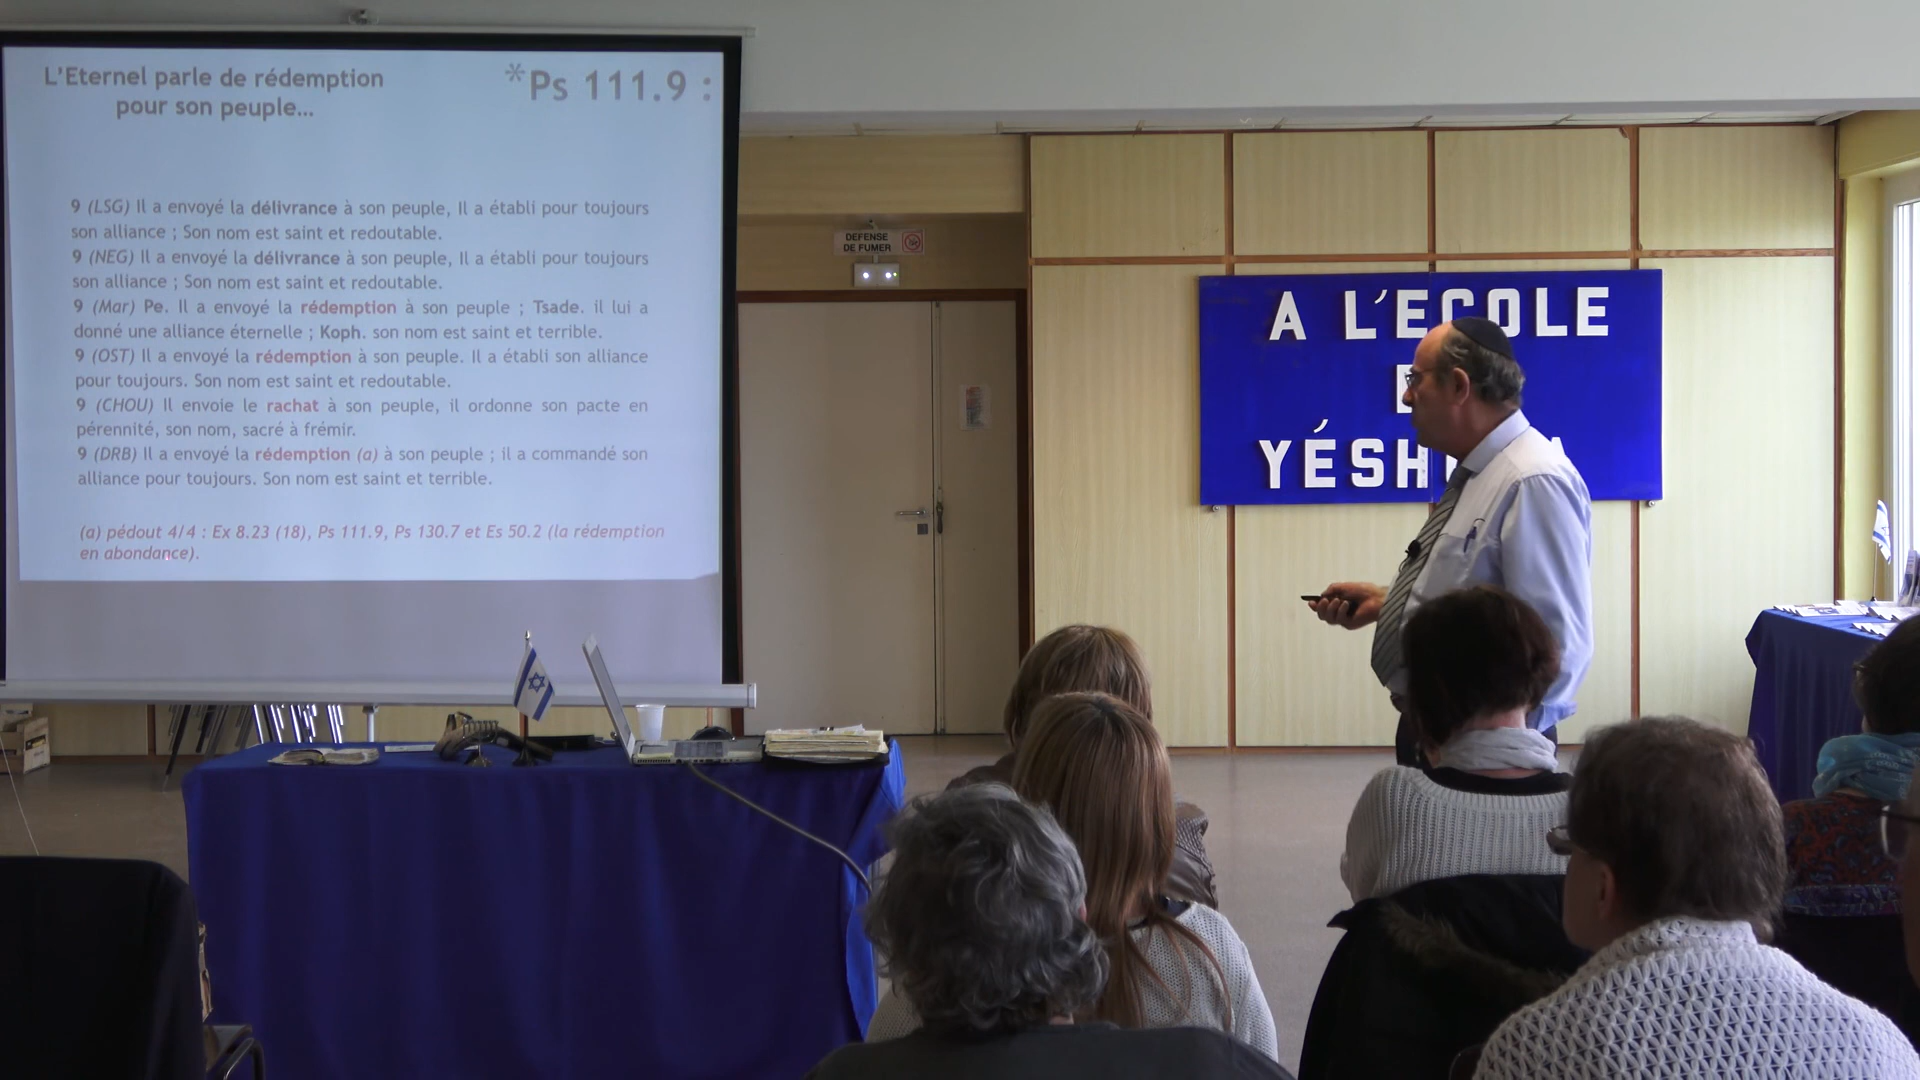 L'Eternel parle de rédemption
pour son peuple...
*Ps 111.9 :
9 (LSG) Il a envoyé la délivrance à son peuple, Il a établi pour toujours
son alliance ; Son nom est saint et redoutable.
9 (NEG) Il a envoyé la délivrance à son peuple, Il a établi pour toujours
son alliance ; Son nom est saint et redoutable.
9 (Mar) Pe. Il a envoyé la rédemption à son peuple ; Tsade. il lui a
donné une alliance éternelle ; Koph. son nom est saint et terrible.
9 (OST) Il a envoyé la rédemption à son peuple. Il a établi son alliance
pour toujours. Son nom est saint et redoutable.
9 (CHOU) Il envoie le rachat à son peuple, il ordonne son pacte en
pérennité, son nom, sacré à frémir.
9 (DRB) Il a envoyé la rédemption (a) à son peuple ; il a commandé son
alliance pour toujours. Son nom est saint et terrible.
(a) pédout 4/4 : Ex 8.23 (18), Ps 111.9, Ps 130.7 et Es 50.2 (la rédemption
en abondance).
DEFENSE
DE FUMER
A L'ECOLE
YÉSH